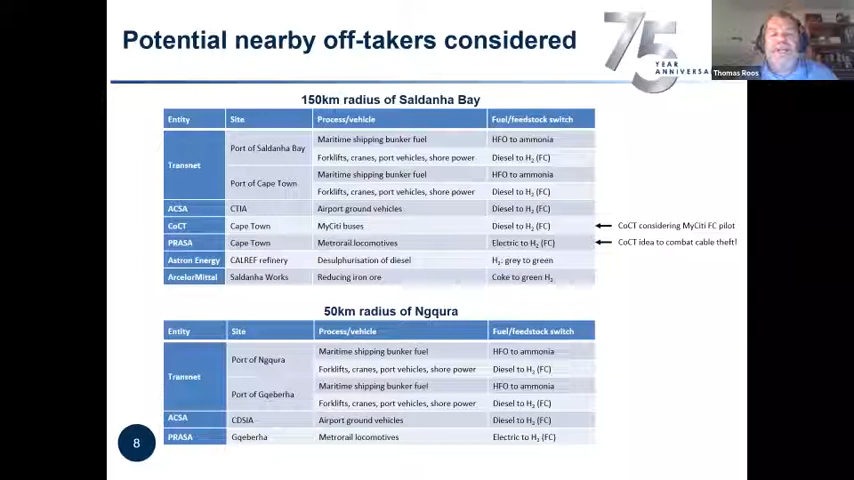 Potential nearby off-takers considered
75 YEAR ANNIVERSA
Thomas Roos
150km radius of Saldanha Bay
Entity Site Process/vehicle Fuel/feedstock switch
Transnet Port of Saldanha Bay Maritime shipping bunker fuel HFO to ammonia
Forklifts, cranes, port vehicles, shore power Diesel to H₂ (FC)
Port of Cape Town Maritime shipping bunker fuel HFO to ammonia
Forklifts, cranes, port vehicles, shore power Diesel to H₂ (FC)
ACSA CTIA Airport ground vehicles Diesel to H₂ (FC)
CoCT Cape Town MyCiti buses Diesel to H₂ (FC) CoCT considering MyCiti FC pilot
PRASA Cape Town Metrorail locomotives Electric to H₂ (FC) CoCT idea to combat cable theft!
Astron Energy CALREF refinery Desulphurisation of diesel H₂: grey to green
ArcelorMittal Saldanha Works Reducing iron ore Coke to green H₂
50km radius of Ngqura
Entity Site Process/vehicle Fuel/feedstock switch
Transnet Port of Ngqura Maritime shipping bunker fuel HFO to ammonia
Forklifts, cranes, port vehicles, shore power Diesel to H₂ (FC)
Port of Gqeberha Maritime shipping bunker fuel HFO to ammonia
Forklifts, cranes, port vehicles, shore power Diesel to H₂ (FC)
ACSA CDSIA Airport ground vehicles Diesel to H₂ (FC)
PRASA Gqeberha Metrorail locomotives Electric to H₂ (FC)
8